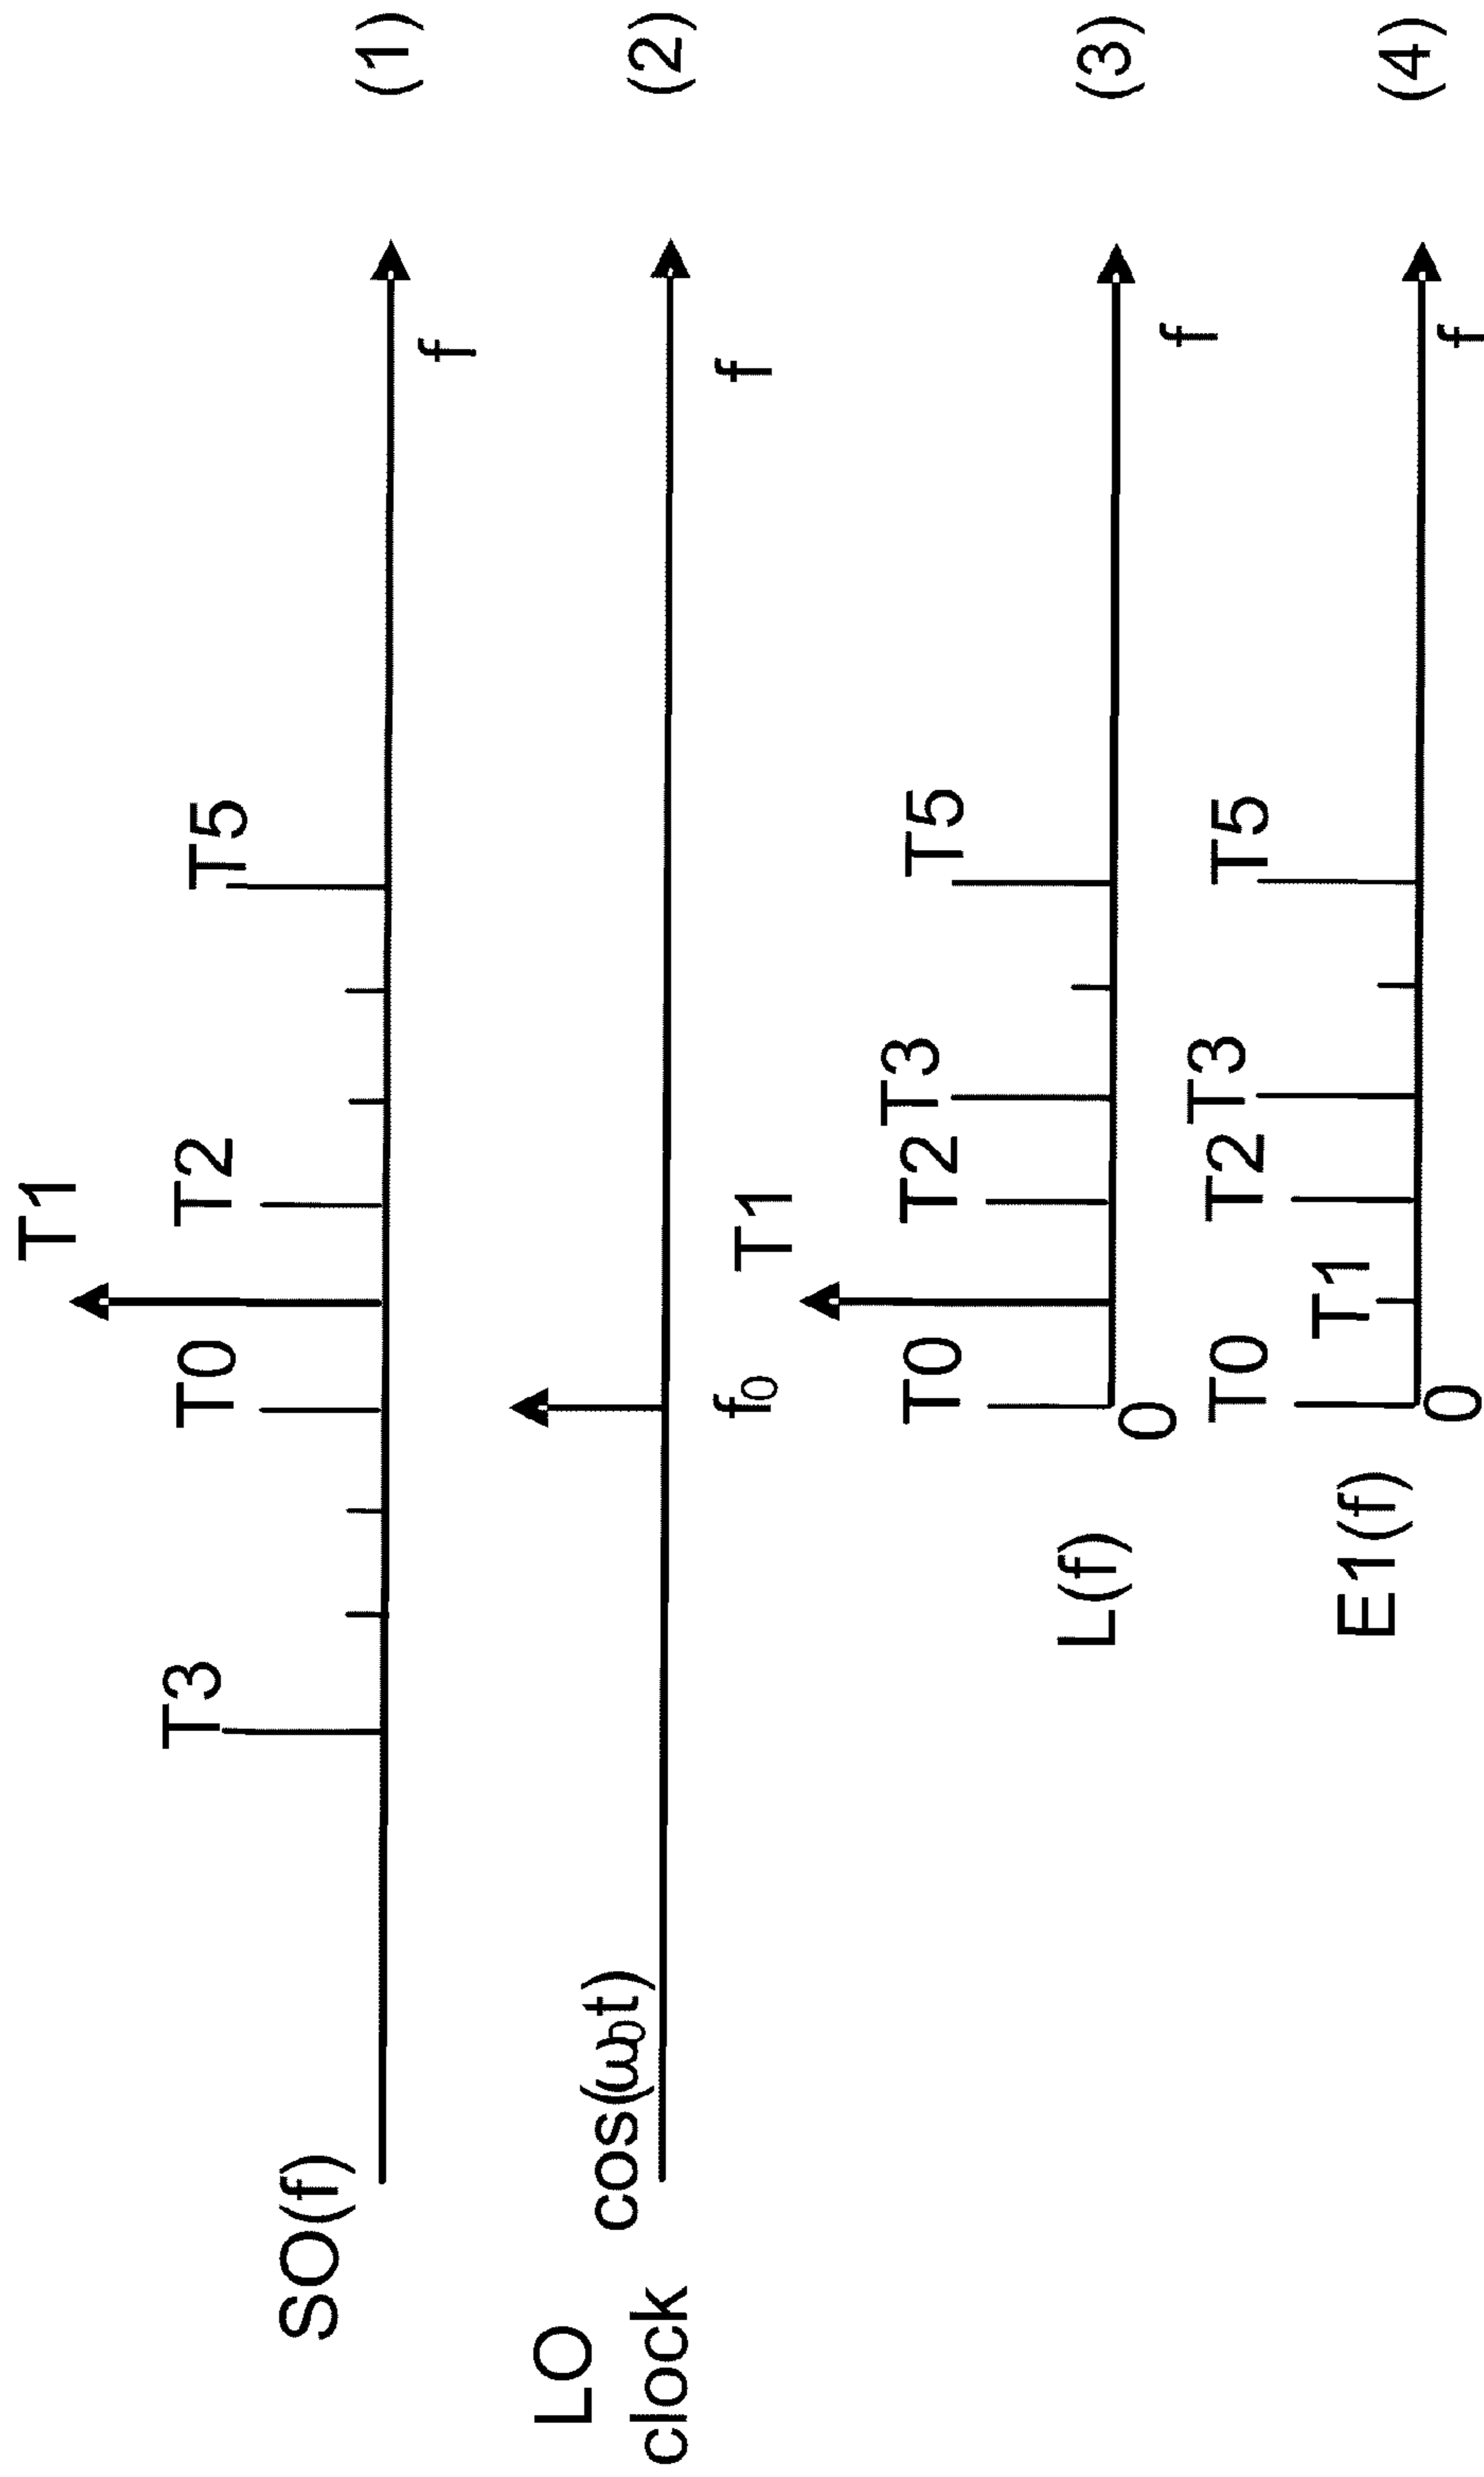 T1
SO(f)
T3
T0
T2
T5
f
(1)
LO
clock
cos(ω₀t)
f₀
f
(2)
L(f)
T0
T1
T2
T3
T5
0
f
(3)
E1(f)
T0
T1
T2
T3
T5
0
f
(4)